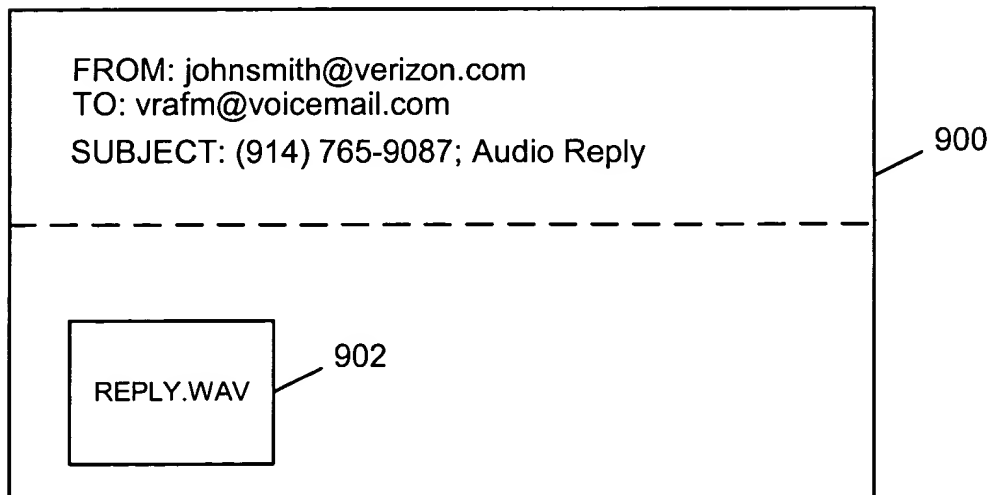 FROM: johnsmith@verizon.com
TO: vrafm@voicemail.com
SUBJECT: (914) 765-9087; Audio Reply
900
902
REPLY.WAV